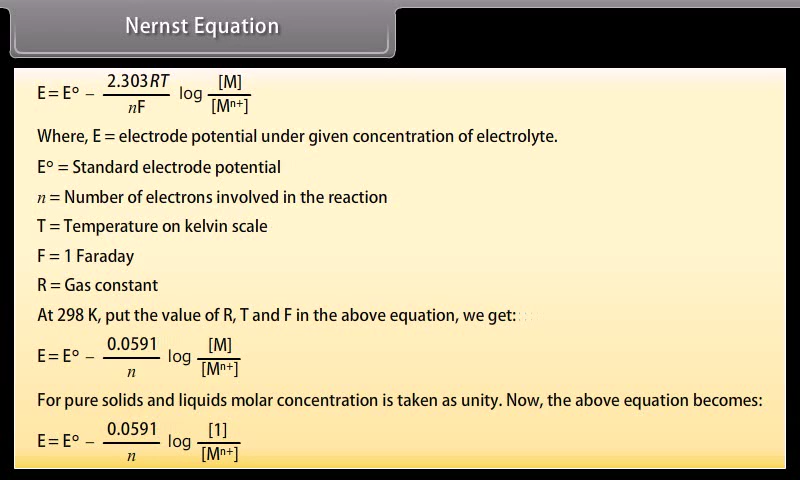 Nernst Equation
E = E° – 2.303RT/nF log [M]/[Mⁿ⁺]
Where, E = electrode potential under given concentration of electrolyte.
E° = Standard electrode potential
n = Number of electrons involved in the reaction
T = Temperature on kelvin scale
F = 1 Faraday
R = Gas constant
At 298 K, put the value of R, T and F in the above equation, we get:
E = E° – 0.0591/n log [M]/[Mⁿ⁺]
For pure solids and liquids molar concentration is taken as unity. Now, the above equation becomes:
E = E° – 0.0591/n log [1]/[Mⁿ⁺]